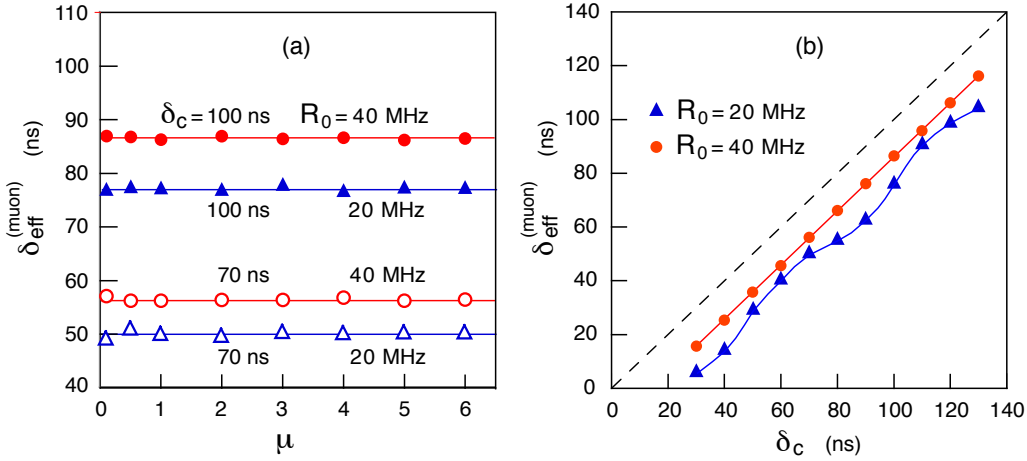 (a)
δc = 100 ns R0 = 40 MHz
100 ns 20 MHz
70 ns 40 MHz
70 ns 20 MHz
110
100
90
80
70
60
50
40
0 1 2 3 4 5 6
μ
δeff(muon) (ns)
(b)
R0 = 20 MHz
R0 = 40 MHz
140
120
100
80
60
40
20
0
0 20 40 60 80 100 120 140
δc (ns)
δeff(muon) (ns)